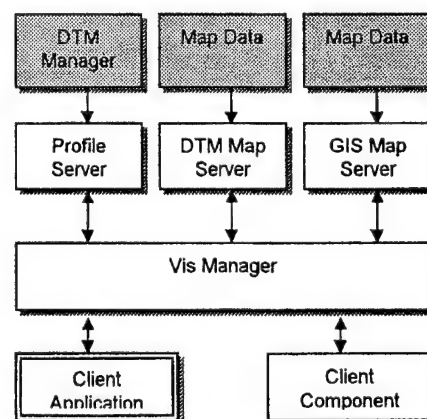 DTM
Manager
Map Data
Map Data
Profile
Server
DTM Map
Server
GIS Map
Server
Vis Manager
Client
Application
Client
Component